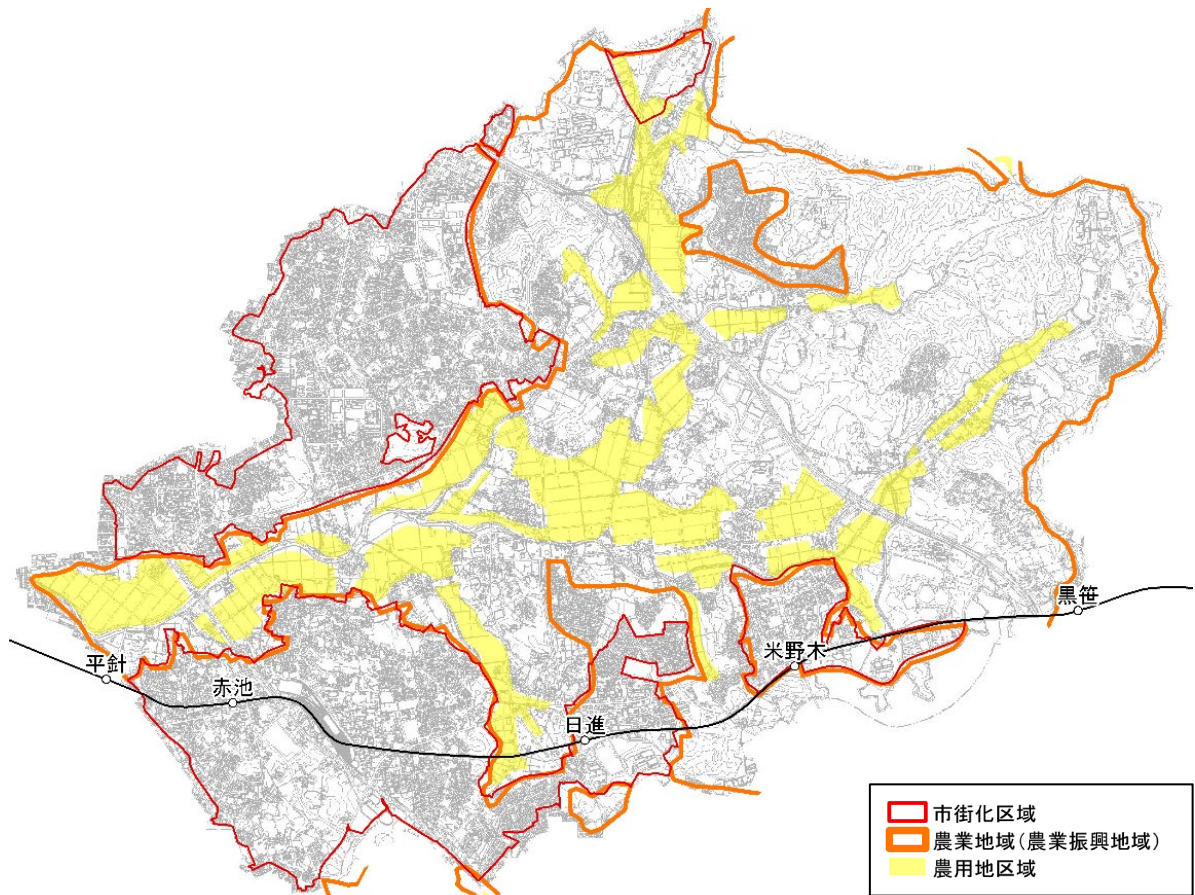 黒笹
米野木
平針
赤池
日進
市街化区域
農業地域(農業振興地域)
農用地区域